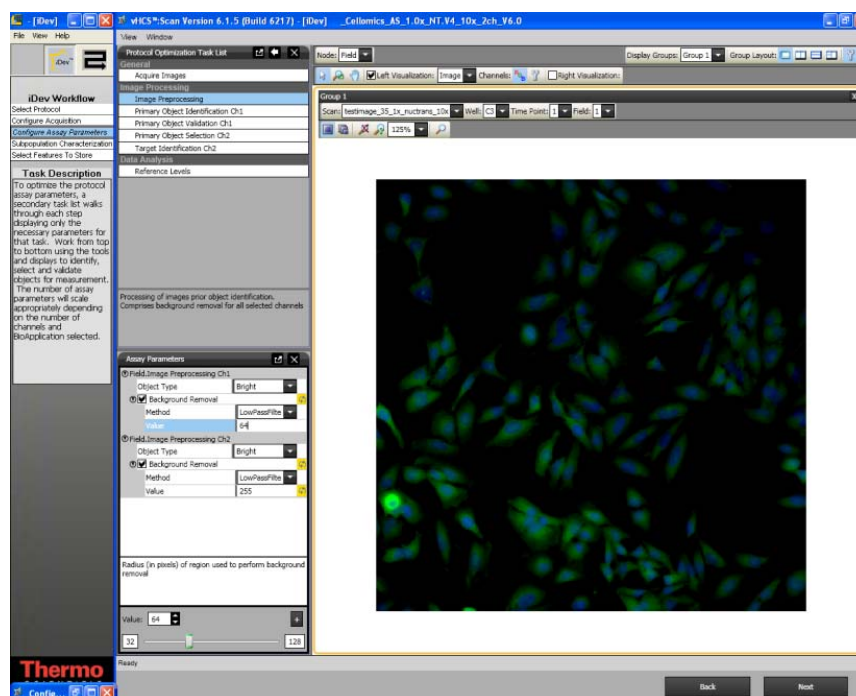 - [iDev]
vHCS™:Scan Version 6.1.5 (Build 6217) - [iDev] _Cellomics_AS_1.0x_NT.V4_10x_2ch_V6.0
File View Help
View Window
iDev™
iDev Workflow
Select Protocol
Configure Acquisition
Configure Assay Parameters
Subpopulation Characterization
Select Features To Store
Task Description
To optimize the protocol
assay parameters, a
secondary task list walks
through each step
displaying only the
necessary parameters for
that task. Work from top
to bottom using the tools
and displays to identify,
select and validate
objects for measurement.
The number of assay
parameters will scale
appropriately depending
on the number of
channels and
BioApplication selected.
Thermo
Confie...
Protocol Optimization Task List
General
Acquire Images
Image Processing
Image Preprocessing
Primary Object Identification Ch1
Primary Object Validation Ch1
Primary Object Selection Ch2
Target Identification Ch2
Data Analysis
Reference Levels
Processing of images prior object identification.
Comprises background removal for all selected channels
Assay Parameters
Field.Image Preprocessing Ch1
Object Type Bright
Background Removal
Method LowPassFilte
Value 64
Field.Image Preprocessing Ch2
Object Type Bright
Background Removal
Method LowPassFilte
Value 255
Radius (in pixels) of region used to perform background
removal
Value: 64
32 128
Ready
Node: Field Display Groups: Group 1 Group Layout:
Left Visualization: Image Channels: Right Visualization:
Group 1
Scan: testimage_35_1x_nuctrans_10x Well: C3 Time Point: 1 Field: 1
125%
Back Next